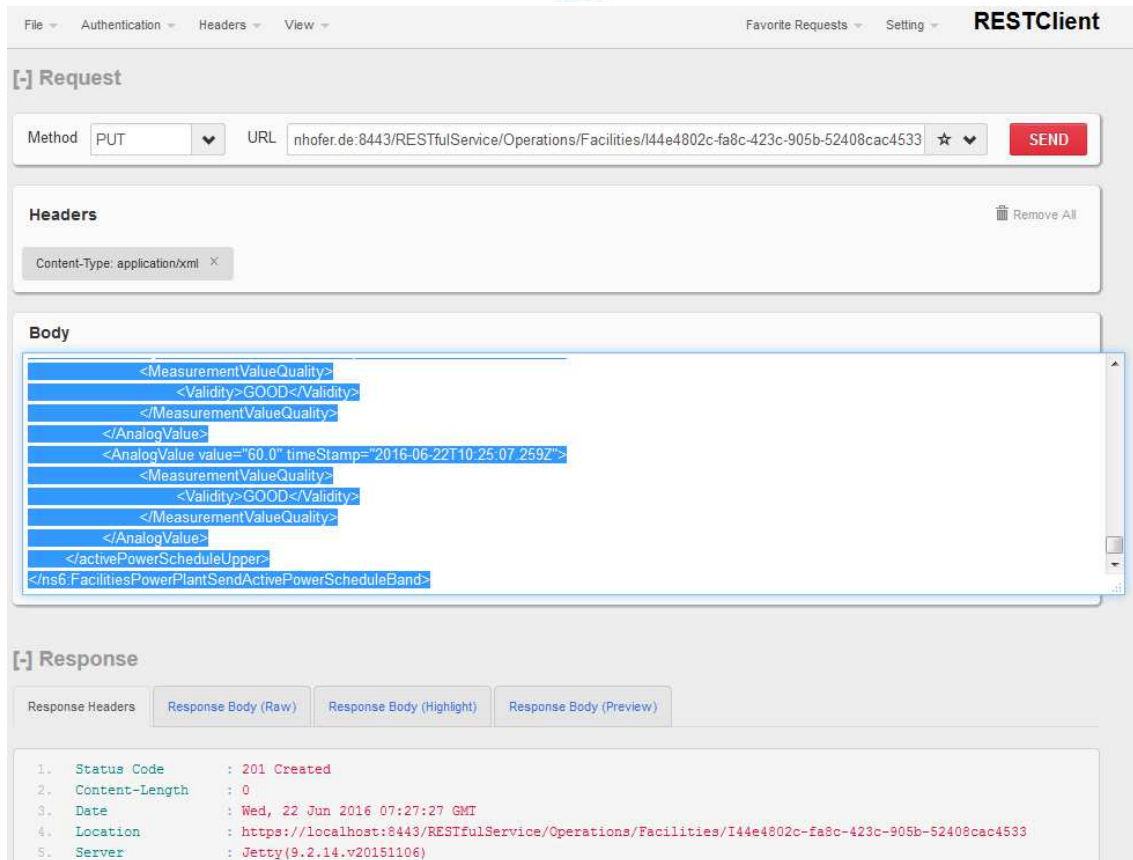 File Authentication Headers View Favorite Requests Setting RESTClient
[-] Request
Method PUT URL nhofer.de:8443/RESTfulService/Operations/Facilities/I44e4802c-fa8c-423c-905b-52408cac4533 SEND
Headers Remove All
Content-Type: application/xml ×
Body
<MeasurementValueQuality>
<Validity>GOOD</Validity>
</MeasurementValueQuality>
</AnalogValue>
<AnalogValue value="60.0" timeStamp="2016-06-22T10:25:07.259Z">
<MeasurementValueQuality>
<Validity>GOOD</Validity>
</MeasurementValueQuality>
</AnalogValue>
</activePowerScheduleUpper>
</ns6:FacilitiesPowerPlantSendActivePowerScheduleBand>
[-] Response
Response Headers Response Body (Raw) Response Body (Highlight) Response Body (Preview)
1. Status Code : 201 Created
2. Content-Length : 0
3. Date : Wed, 22 Jun 2016 07:27:27 GMT
4. Location : https://localhost:8443/RESTfulService/Operations/Facilities/I44e4802c-fa8c-423c-905b-52408cac4533
5. Server : Jetty(9.2.14.v20151106)